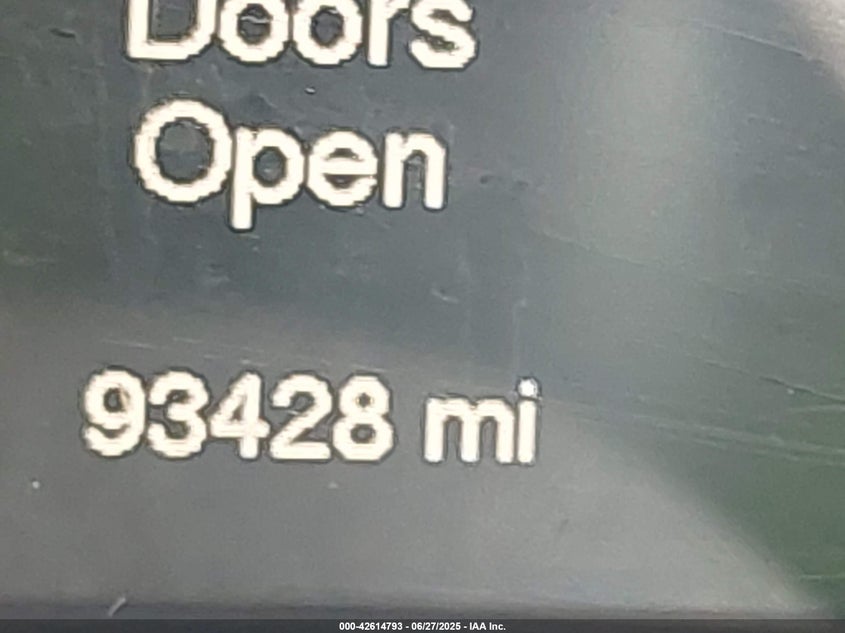 Doors
Open
93428 mi
000-42614793 - 06/27/2025 - IAA Inc.